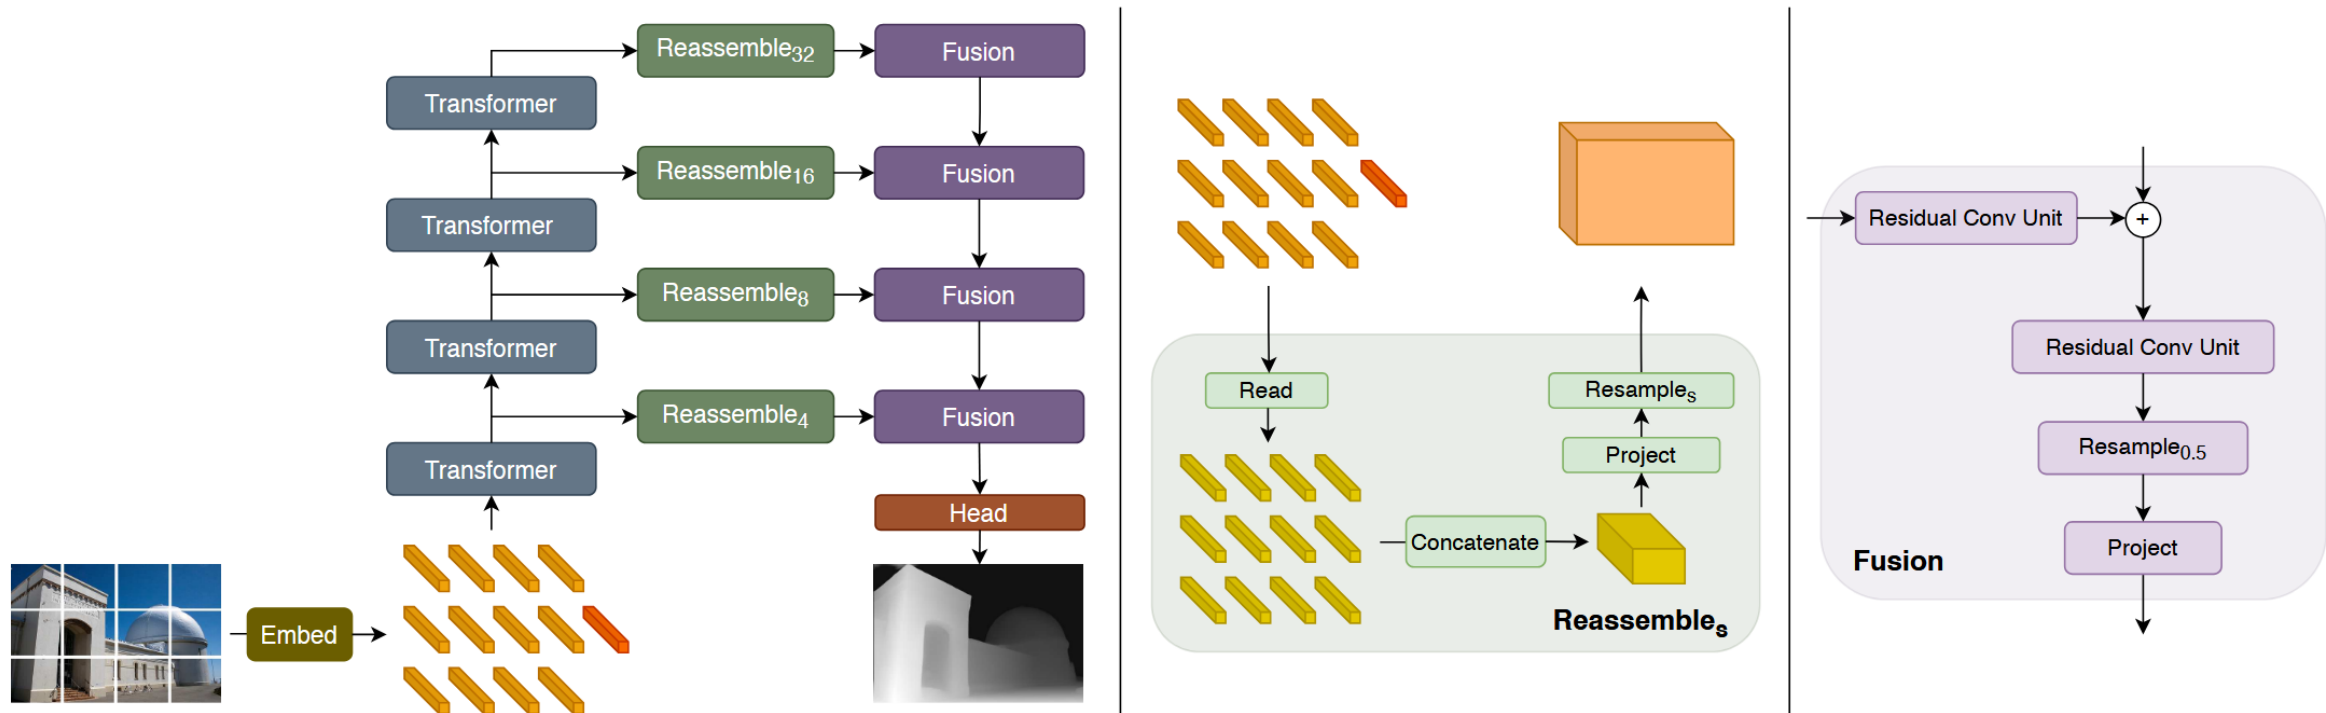 Reassemble32
Fusion
Transformer
Reassemble16
Fusion
Transformer
Reassemble8
Fusion
Transformer
Reassemble4
Fusion
Transformer
Head
Embed
Read
Resamples
Project
Concatenate
Reassembles
Residual Conv Unit
+
Residual Conv Unit
Resample0.5
Project
Fusion